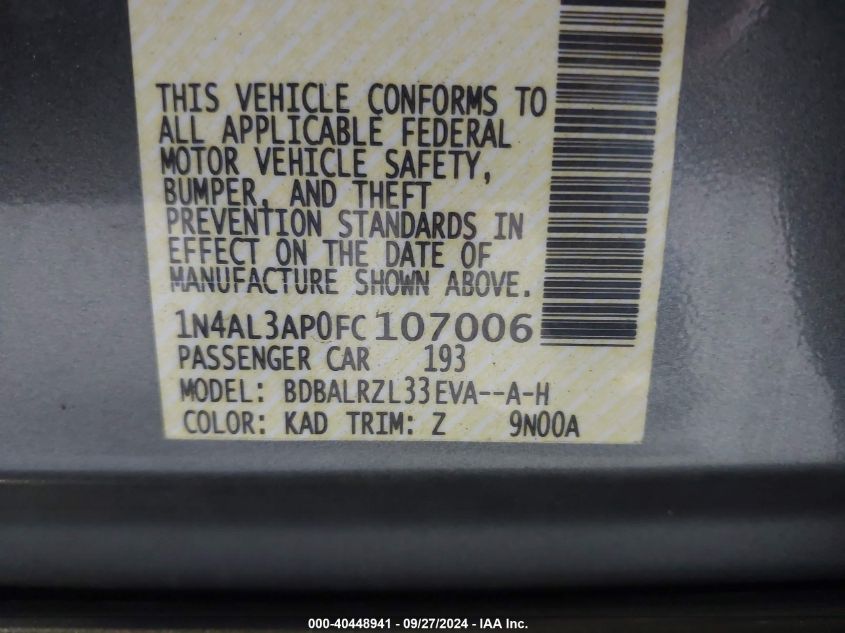 THIS VEHICLE CONFORMS TO
ALL APPLICABLE FEDERAL
MOTOR VEHICLE SAFETY,
BUMPER, AND THEFT
PREVENTION STANDARDS IN
EFFECT ON THE DATE OF
MANUFACTURE SHOWN ABOVE.
1N4AL3AP0FC107006
PASSENGER CAR 193
MODEL: BDBALRZL33EVA--A-H
COLOR: KAD TRIM: Z 9N00A
000-40448941 - 09/27/2024 - IAA Inc.